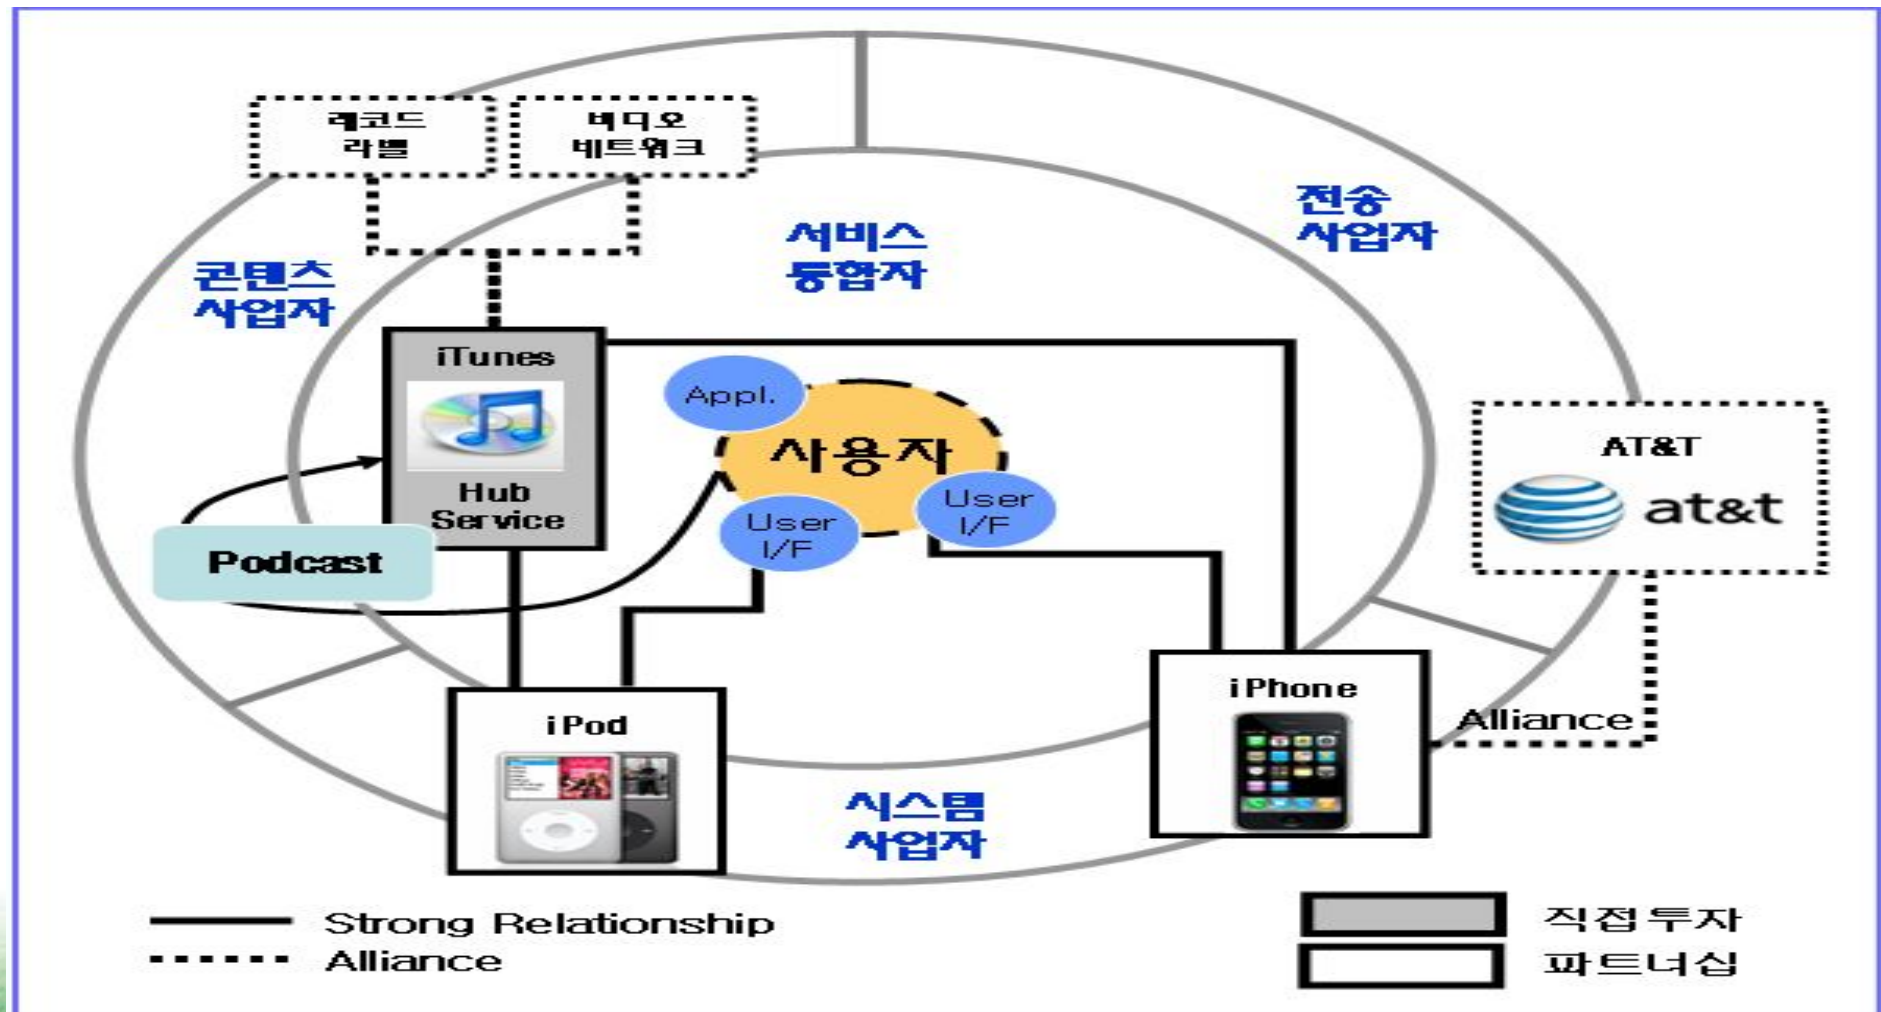 레코드
라벨
비디오
네트워크
전송
사업자
서비스
통합자
콘텐츠
사업자
iTunes
Hub
Service
Appl.
사용자
User
I/F
User
I/F
AT&T
at&t
Podcast
iPod
iPhone
Alliance
시스템
사업자
Strong Relationship
Alliance
직접투자
파트너십